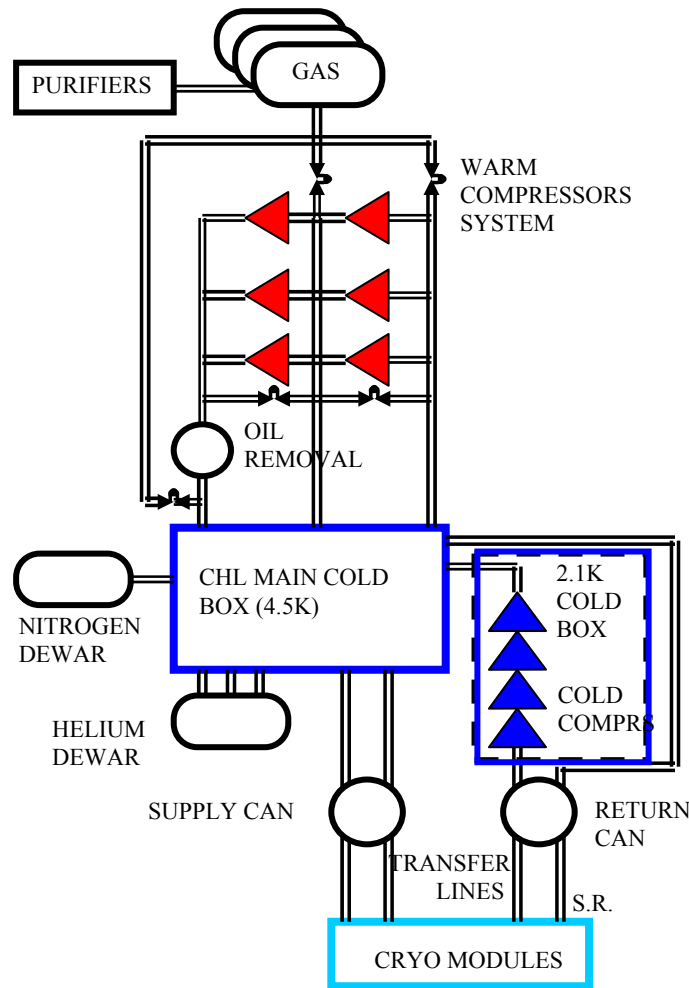 GAS
PURIFIERS
WARM
COMPRESSORS
SYSTEM
OIL
REMOVAL
CHL MAIN COLD
BOX (4.5K)
2.1K
COLD
BOX
NITROGEN
DEWAR
COLD
COMPRS
HELIUM
DEWAR
SUPPLY CAN
RETURN
CAN
TRANSFER
LINES
S.R.
CRYO MODULES